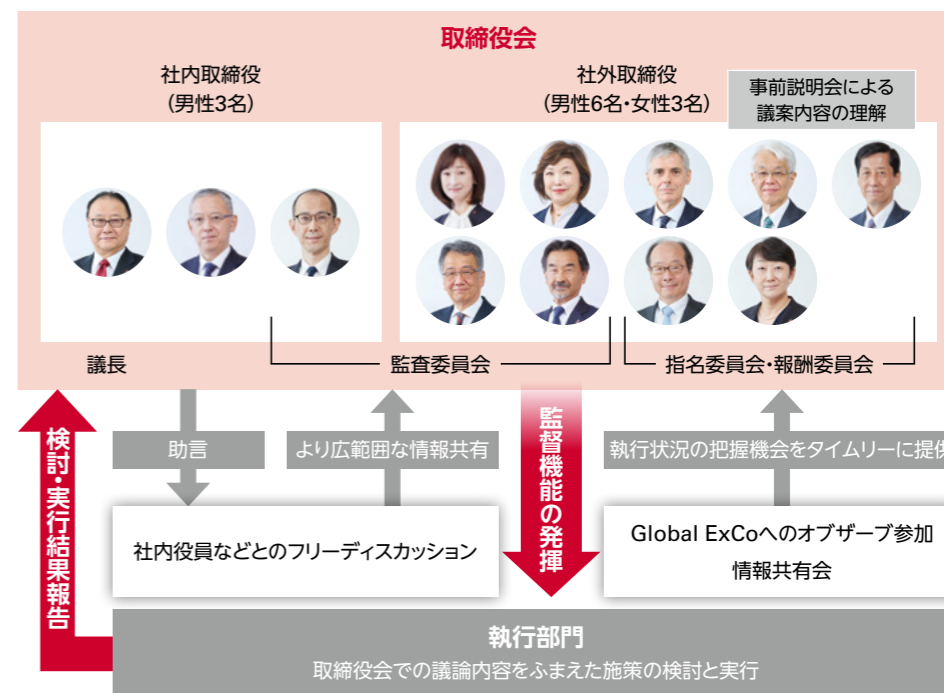 取締役会
社内取締役
（男性3名）
社外取締役
（男性6名・女性3名）
事前説明会による
議案内容の理解
議長
監査委員会
指名委員会・報酬委員会
検討・実行結果報告
助言
より広範囲な情報共有
監督機能の発揮
執行状況の把握機会をタイムリーに提供
社内役員などとのフリーディスカッション
Global ExCoへのオブザーブ参加
情報共有会
執行部門
取締役会での議論内容をふまえた施策の検討と実行